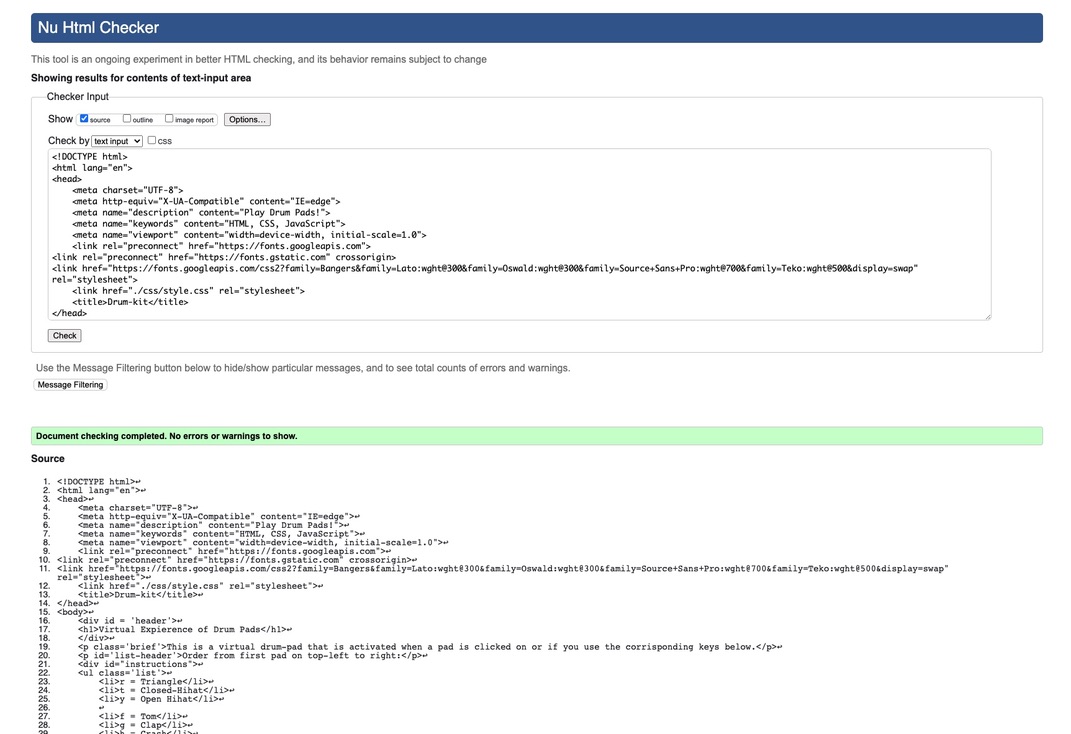 Nu Html Checker
This tool is an ongoing experiment in better HTML checking, and its behavior remains subject to change
Showing results for contents of text-input area
Checker Input
Show source outline image report Options...
Check by text input css
<!DOCTYPE html>
<html lang="en">
<head>
    <meta charset="UTF-8">
    <meta http-equiv="X-UA-Compatible" content="IE=edge">
    <meta name="description" content="Play Drum Pads!">
    <meta name="keywords" content="HTML, CSS, JavaScript">
    <meta name="viewport" content="width=device-width, initial-scale=1.0">
    <link rel="preconnect" href="https://fonts.googleapis.com">
<link rel="preconnect" href="https://fonts.gstatic.com" crossorigin>
<link href="https://fonts.googleapis.com/css2?family=Bangers&family=Lato:wght@300&family=Oswald:wght@300&family=Source+Sans+Pro:wght@700&family=Teko:wght@500&display=swap"
rel="stylesheet">
    <link href="./css/style.css" rel="stylesheet">
    <title>Drum-kit</title>
</head>
Check
Use the Message Filtering button below to hide/show particular messages, and to see total counts of errors and warnings.
Message Filtering
Document checking completed. No errors or warnings to show.
Source
1. <!DOCTYPE html>↩
2. <html lang="en">↩
3. <head>↩
4.     <meta charset="UTF-8">↩
5.     <meta http-equiv="X-UA-Compatible" content="IE=edge">↩
6.     <meta name="description" content="Play Drum Pads!">↩
7.     <meta name="keywords" content="HTML, CSS, JavaScript">↩
8.     <meta name="viewport" content="width=device-width, initial-scale=1.0">↩
9.     <link rel="preconnect" href="https://fonts.googleapis.com">↩
10. <link rel="preconnect" href="https://fonts.gstatic.com" crossorigin>↩
11. <link href="https://fonts.googleapis.com/css2?family=Bangers&family=Lato:wght@300&family=Oswald:wght@300&family=Source+Sans+Pro:wght@700&family=Teko:wght@500&display=swap"
rel="stylesheet">↩
12.     <link href="./css/style.css" rel="stylesheet">↩
13.     <title>Drum-kit</title>↩
14. </head>↩
15. <body>↩
16.     <div id = 'header'>↩
17.     <h1>Virtual Expierence of Drum Pads</h1>↩
18.     </div>↩
19.     <p class='brief'>This is a virtual drum-pad that is activated when a pad is clicked on or if you use the corrisponding keys below.</p>↩
20.     <p id='list-header'>Order from first pad on top-left to right:</p>↩
21.     <div id="instructions">↩
22.     <ul class='list'>↩
23.         <li>r = Triangle</li>↩
24.         <li>t = Closed-Hihat</li>↩
25.         <li>y = Open Hihat</li>↩
26.         ↩
27.         <li>f = Tom</li>↩
28.         <li>g = Clap</li>↩
29.         <li>h = Crash</li>↩